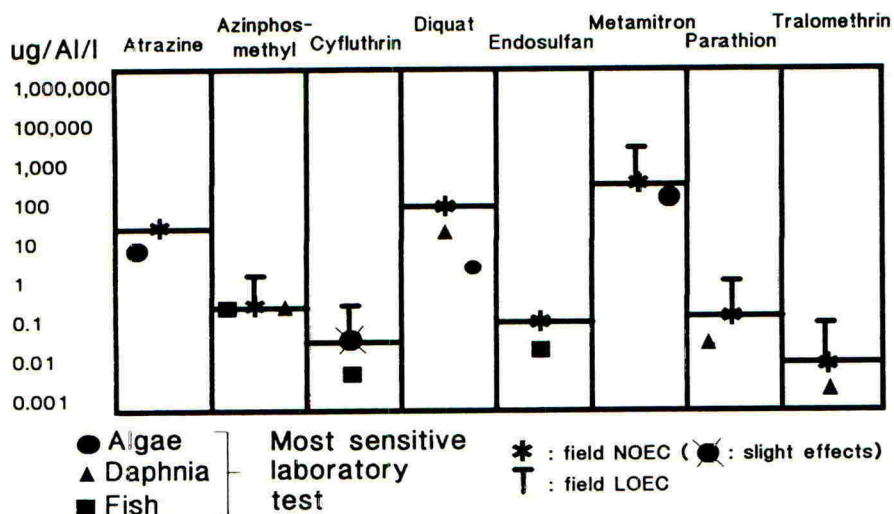 ug/AI/l
Atrazine
Azinphos-
methyl
Cyfluthrin
Diquat
Endosulfan
Metamitron
Parathion
Tralomethrin
1,000,000
100,000
1,000
100
10
1
0.1
0.01
0.001
Algae
Daphnia
Fish
Most sensitive
laboratory
test
: field NOEC ( : slight effects)
: field LOEC